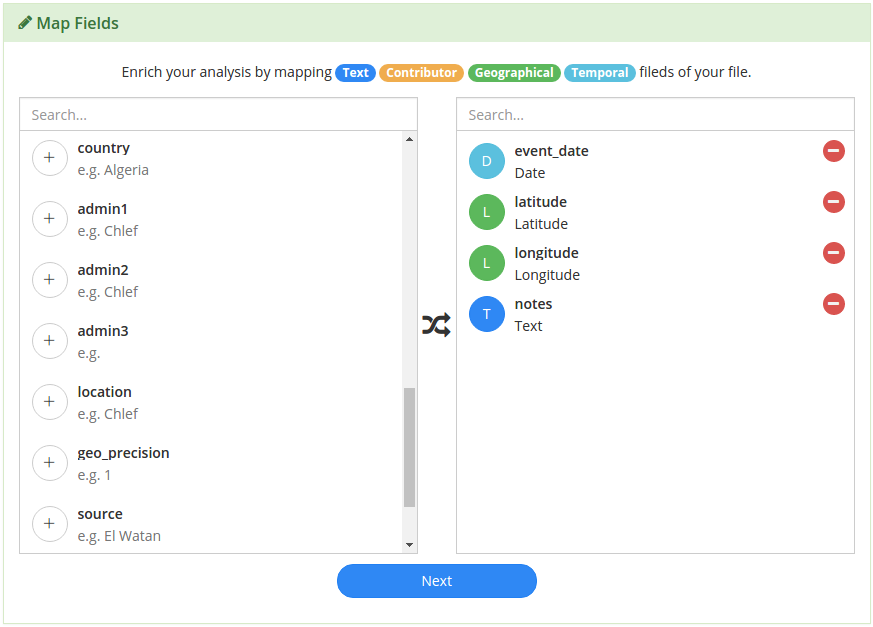 Map Fields
Enrich your analysis by mapping Text Contributor Geographical Temporal fileds of your file.
Search...
country
e.g. Algeria
admin1
e.g. Chlef
admin2
e.g. Chlef
admin3
e.g.
location
e.g. Chlef
geo_precision
e.g. 1
source
e.g. El Watan
Search...
D
event_date
Date
L
latitude
Latitude
L
longitude
Longitude
T
notes
Text
Next